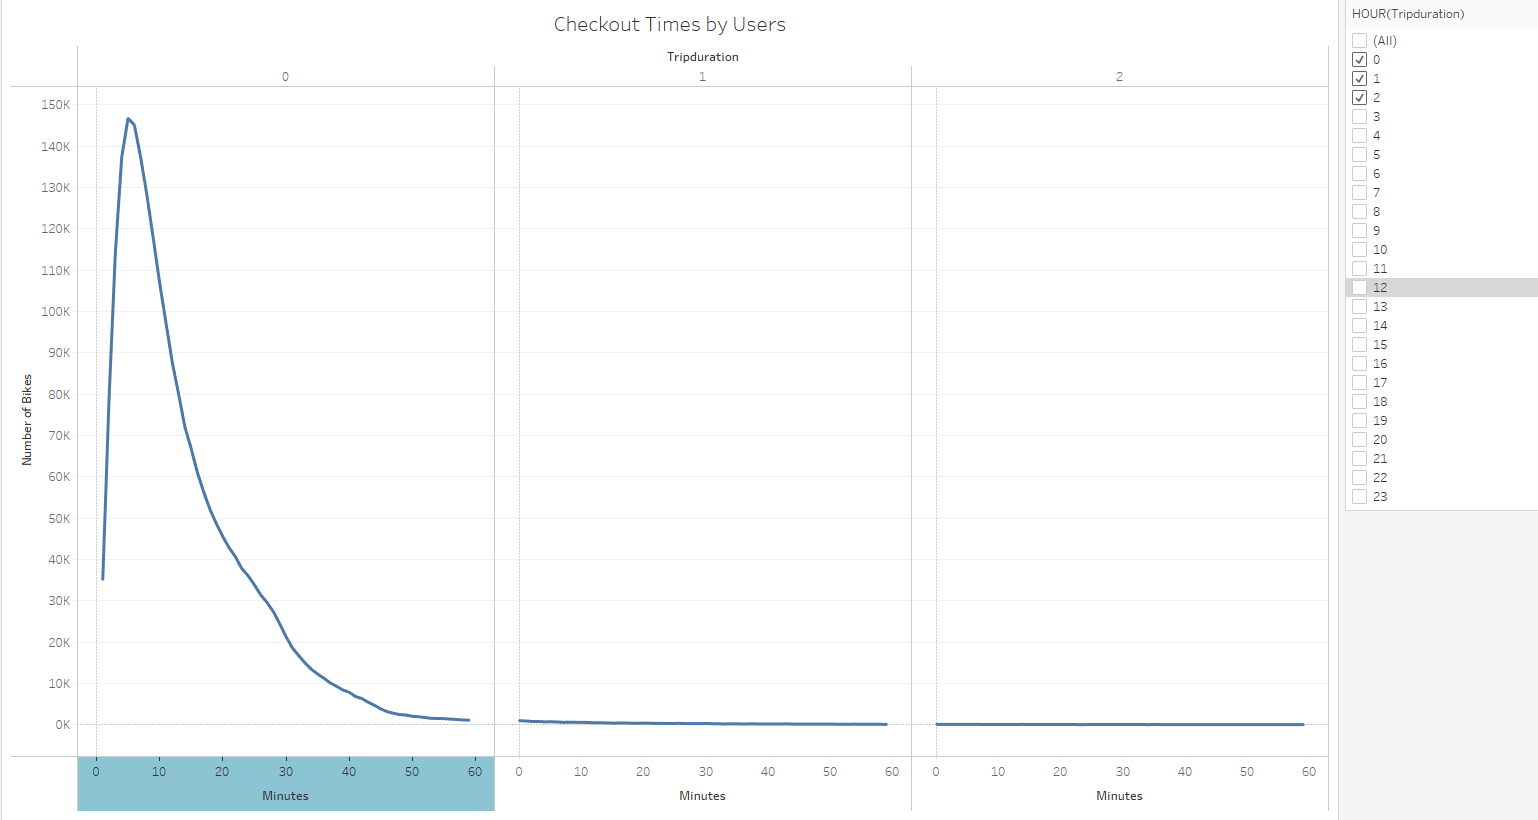 Checkout Times by Users
Tripduration
0 1 2
150K
140K
130K
120K
110K
100K
90K
80K
70K
60K
50K
40K
30K
20K
10K
0K
Number of Bikes
0 10 20 30 40 50 60 0 10 20 30 40 50 60 0 10 20 30 40 50 60
Minutes Minutes Minutes
HOUR(Tripduration)
(All)
0
1
2
3
4
5
6
7
8
9
10
11
12
13
14
15
16
17
18
19
20
21
22
23